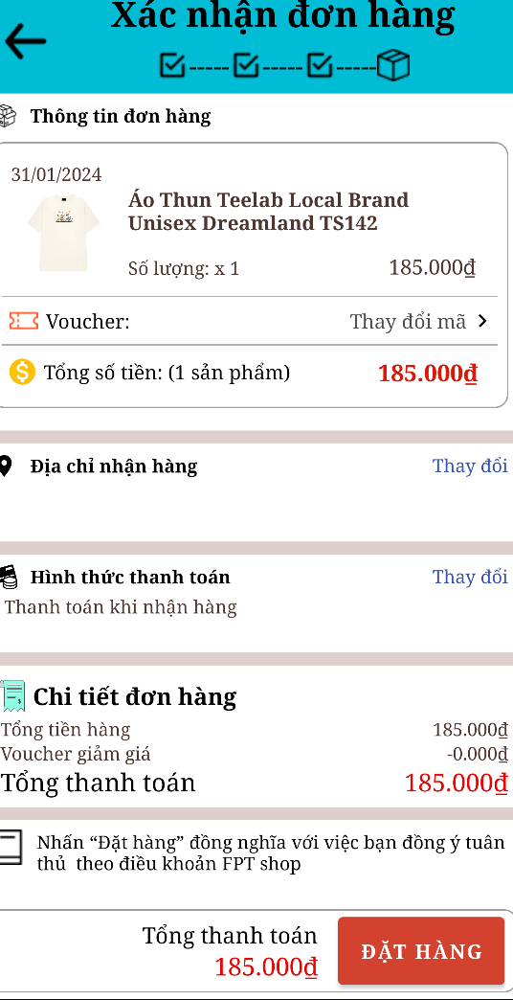 Xác nhận đơn hàng
Thông tin đơn hàng
31/01/2024
Áo Thun Teelab Local Brand
Unisex Dreamland TS142
Số lượng: x 1
185.000₫
Voucher:
Thay đổi mã
Tổng số tiền: (1 sản phẩm)
185.000₫
Địa chỉ nhận hàng
Thay đổi
Hình thức thanh toán
Thay đổi
Thanh toán khi nhận hàng
Chi tiết đơn hàng
Tổng tiền hàng
185.000₫
Voucher giảm giá
-0.000₫
Tổng thanh toán
185.000₫
Nhấn “Đặt hàng” đồng nghĩa với việc bạn đồng ý tuân
thủ  theo điều khoản FPT shop
Tổng thanh toán
185.000₫
ĐẶT HÀNG